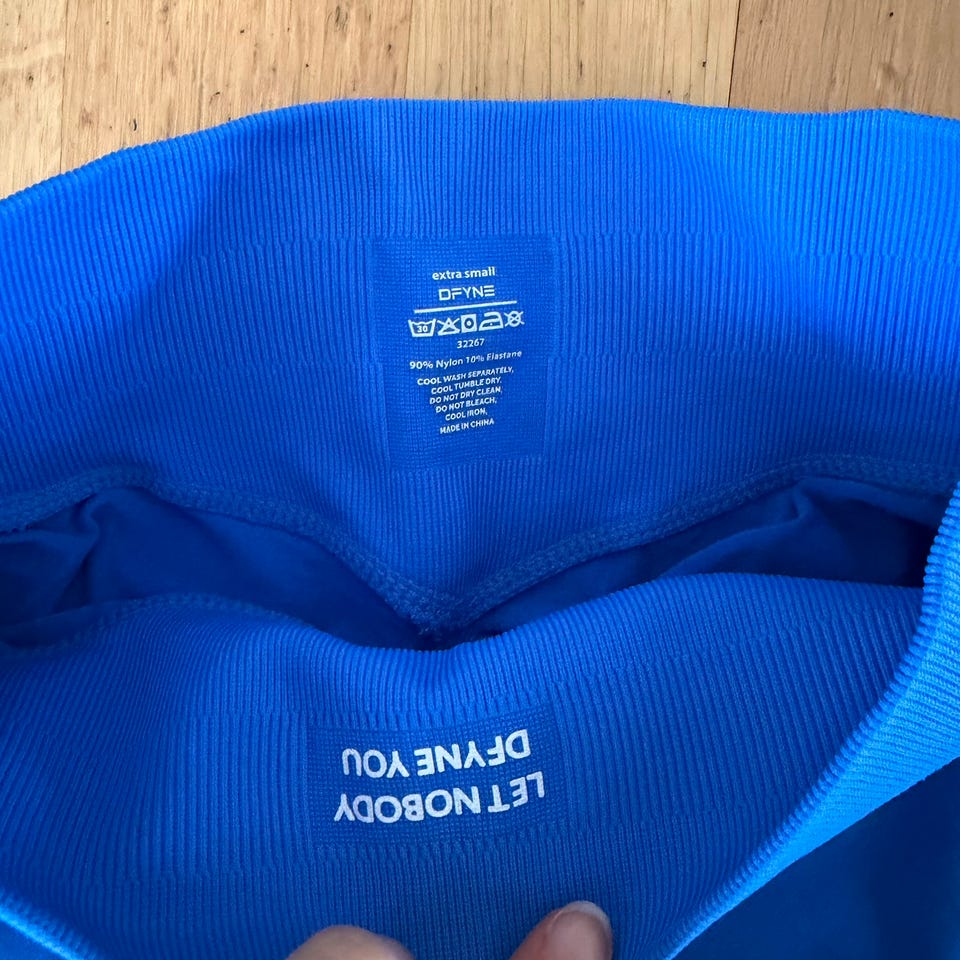 extra small
DFYNE
30
32267
90% Nylon 10% Elastane
COOL WASH SEPARATELY,
COOL TUMBLE DRY,
DO NOT DRY CLEAN,
DO NOT BLEACH,
COOL IRON,
MADE IN CHINA
LET NOBODY
DFYNE YOU